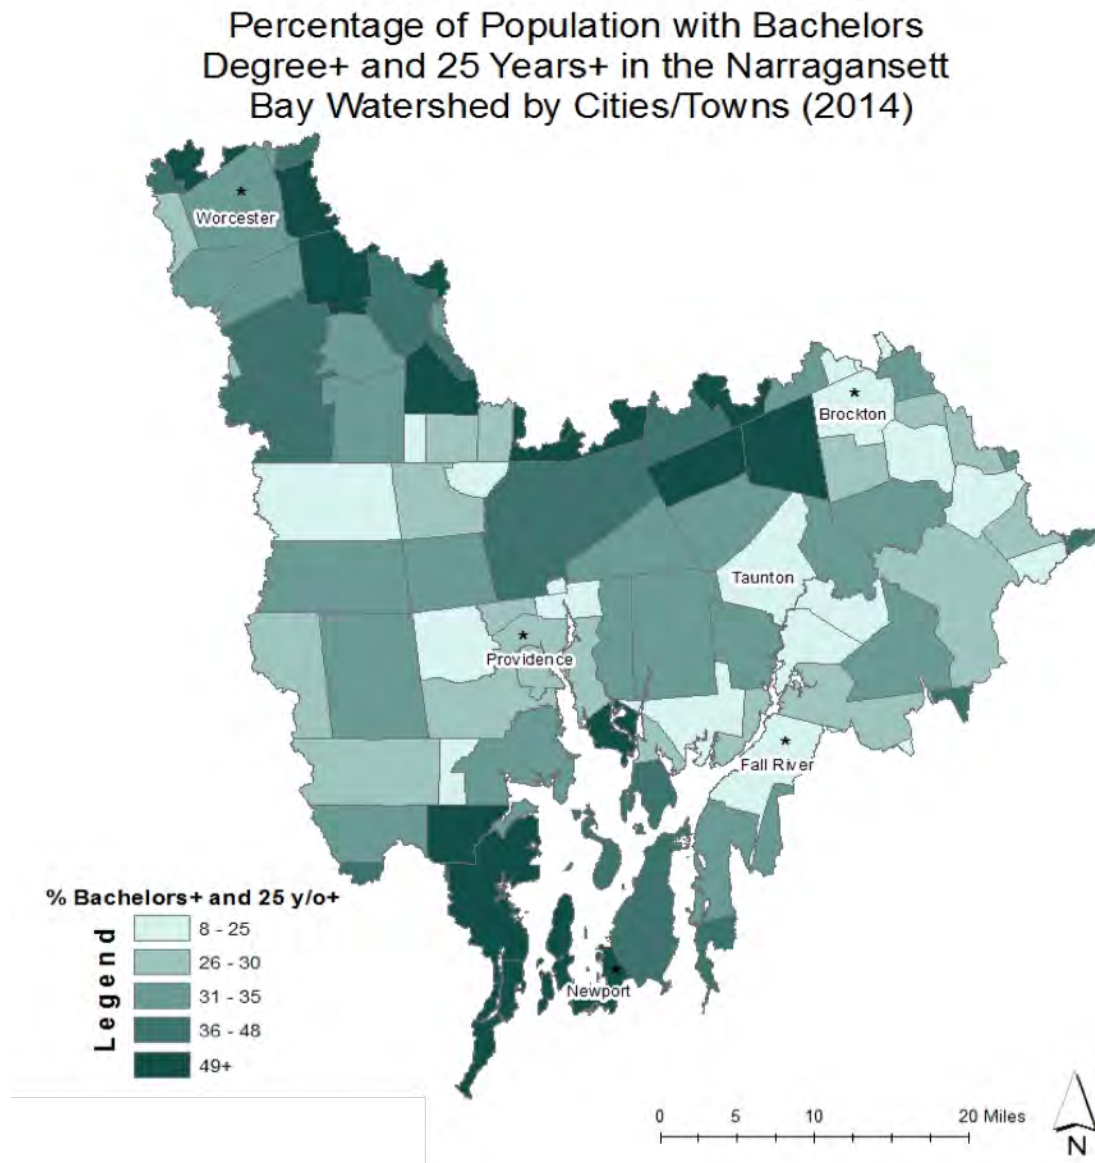 Percentage of Population with Bachelors
Degree+ and 25 Years+ in the Narragansett
Bay Watershed by Cities/Towns (2014)
Worcester
Brockton
Taunton
Providence
Fall River
Newport
% Bachelors+ and 25 y/o+
Legend
8 - 25
26 - 30
31 - 35
36 - 48
49+
0 5 10 20 Miles
N